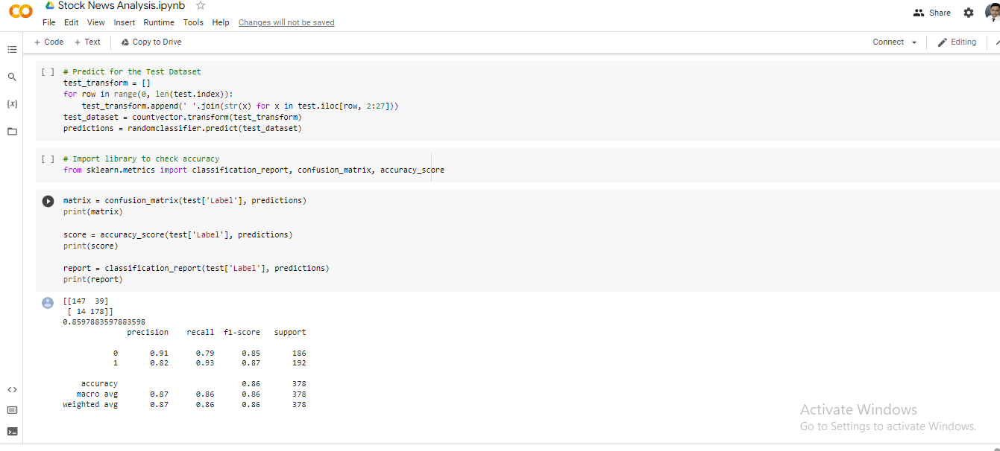 Stock News Analysis.ipynb
File Edit View Insert Runtime Tools Help Changes will not be saved
Share
+ Code + Text Copy to Drive
Connect Editing
[ ] # Predict for the Test Dataset
test_transform = []
for row in range(0, len(test.index)):
    test_transform.append(' '.join(str(x) for x in test.iloc[row, 2:27]))
test_dataset = countvector.transform(test_transform)
predictions = randomclassifier.predict(test_dataset)
[ ] # Import library to check accuracy
from sklearn.metrics import classification_report, confusion_matrix, accuracy_score
matrix = confusion_matrix(test['Label'], predictions)
print(matrix)
score = accuracy_score(test['Label'], predictions)
print(score)
report = classification_report(test['Label'], predictions)
print(report)
[[147  39]
 [ 14 178]]
0.8597883597883598
precision recall f1-score support
0 0.91 0.79 0.85 186
1 0.82 0.93 0.87 192
accuracy 0.86 378
macro avg 0.87 0.86 0.86 378
weighted avg 0.87 0.86 0.86 378
Activate Windows
Go to Settings to activate Windows.